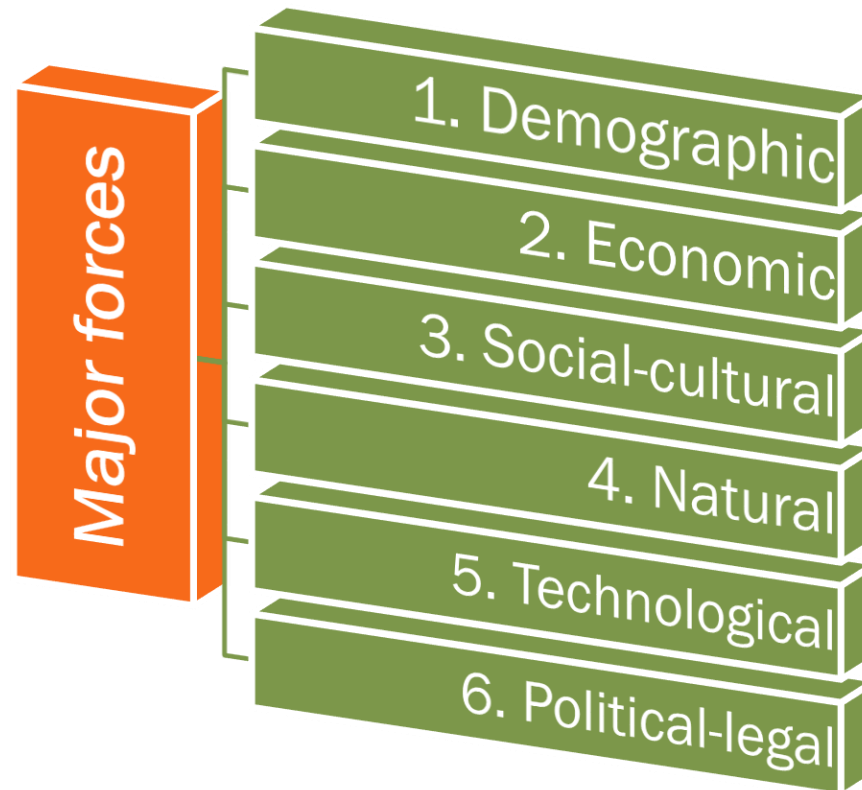 Major forces
1. Demographic
2. Economic
3. Social-cultural
4. Natural
5. Technological
6. Political-legal